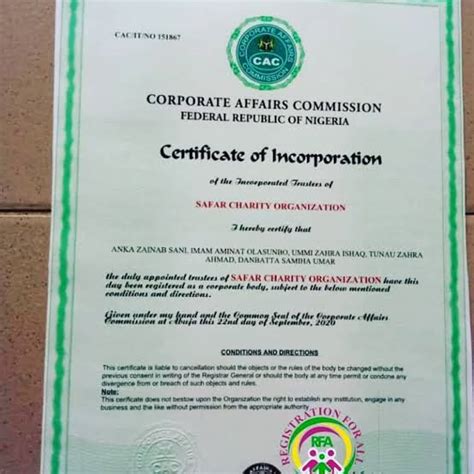 CAC/IT/NO 151867
CORPORATE AFFAIRS
CAC
COMMISSION
CORPORATE AFFAIRS COMMISSION
FEDERAL REPUBLIC OF NIGERIA
Certificate of Incorporation
of the Incorporated Trustees of
SAFAR CHARITY ORGANIZATION
I hereby certify that
ANKA ZAINAB SANI, IMAM AMINAT OLASUNBO, UMMI ZAHRA ISHAQ, TUNAU ZAHRA
AHMAD, DANBATTA SAMIHA UMAR
the duly appointed trustees of SAFAR CHARITY ORGANIZATION have this
day been registered as a corporate body, subject to the below mentioned
conditions and directions.
Given under my hand and the Common Seal of the Corporate Affairs
Commission at Abuja this 22nd day of September, 2020
CONDITIONS AND DIRECTIONS
This certificate is liable to cancellation should the objects or the rules of the body be changed without the
previous consent in writing of the Registrar General or should the body at any time permit or condone any
divergence from or breach of such objects and rules.
Note:
This cerificate does not bestow upon the Organization the right to establish any institution, engage in any
business and the like without permission from the appropriate authority.
REGISTRATION FOR ALL
RFA